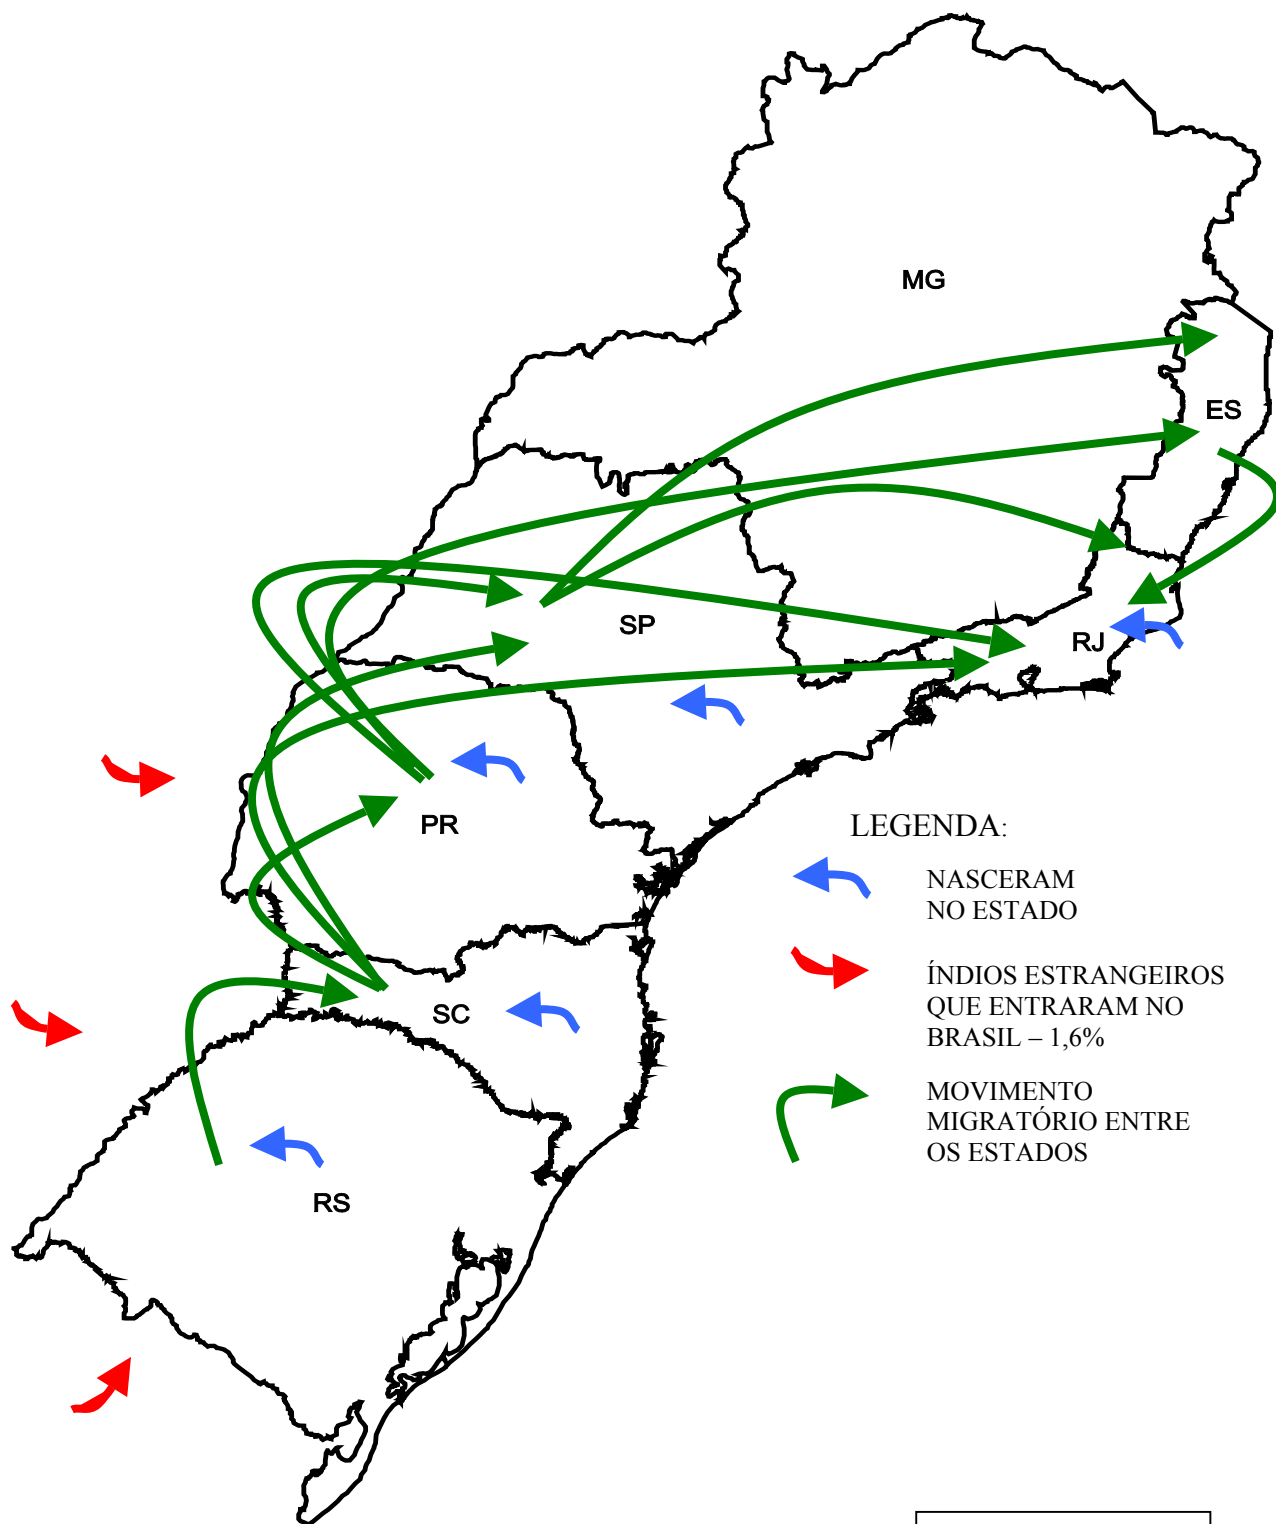 MG
ES
SP
RJ
PR
LEGENDA:
NASCERAM
NO ESTADO
ÍNDIOS ESTRANGEIROS
QUE ENTRARAM NO
BRASIL – 1,6%
SC
MOVIMENTO
MIGRATÓRIO ENTRE
OS ESTADOS
RS